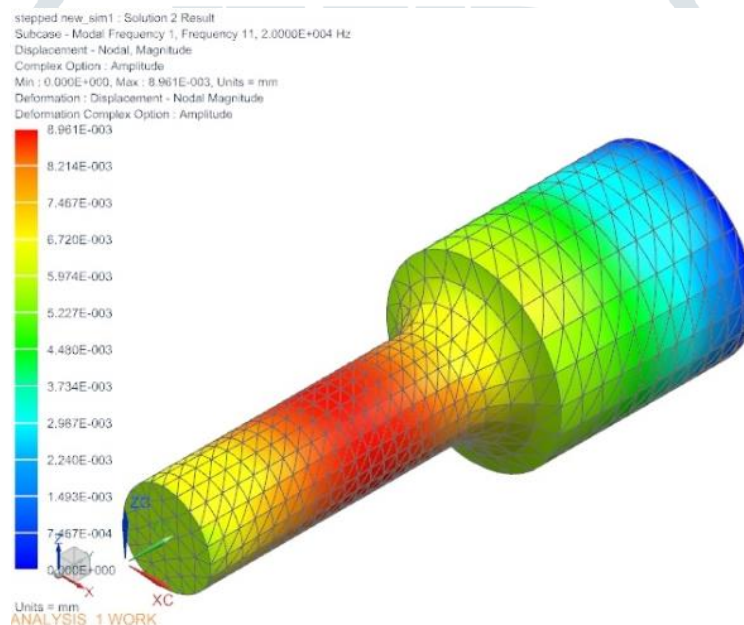 stepped new_sim1 : Solution 2 Result
Subcase - Modal Frequency 1, Frequency 11, 2.0000E+004 Hz
Displacement - Nodal, Magnitude
Complex Option : Amplitude
Min : 0.000E+000, Max : 8.961E-003, Units = mm
Deformation : Displacement - Nodal Magnitude
Deformation Complex Option : Amplitude
8.961E-003
8.214E-003
7.467E-003
6.720E-003
5.974E-003
5.227E-003
4.480E-003
3.734E-003
2.987E-003
2.240E-003
1.493E-003
7.467E-004
0.000E+000
Z
Y
X
XC
Units = mm
ANALYSIS 1 WORK